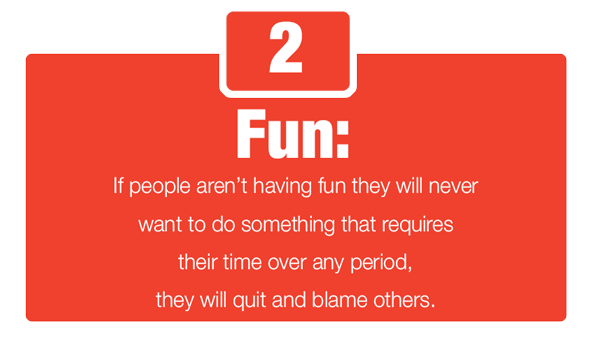 2
Fun:
If people aren’t having fun they will never
want to do something that requires
their time over any period,
they will quit and blame others.